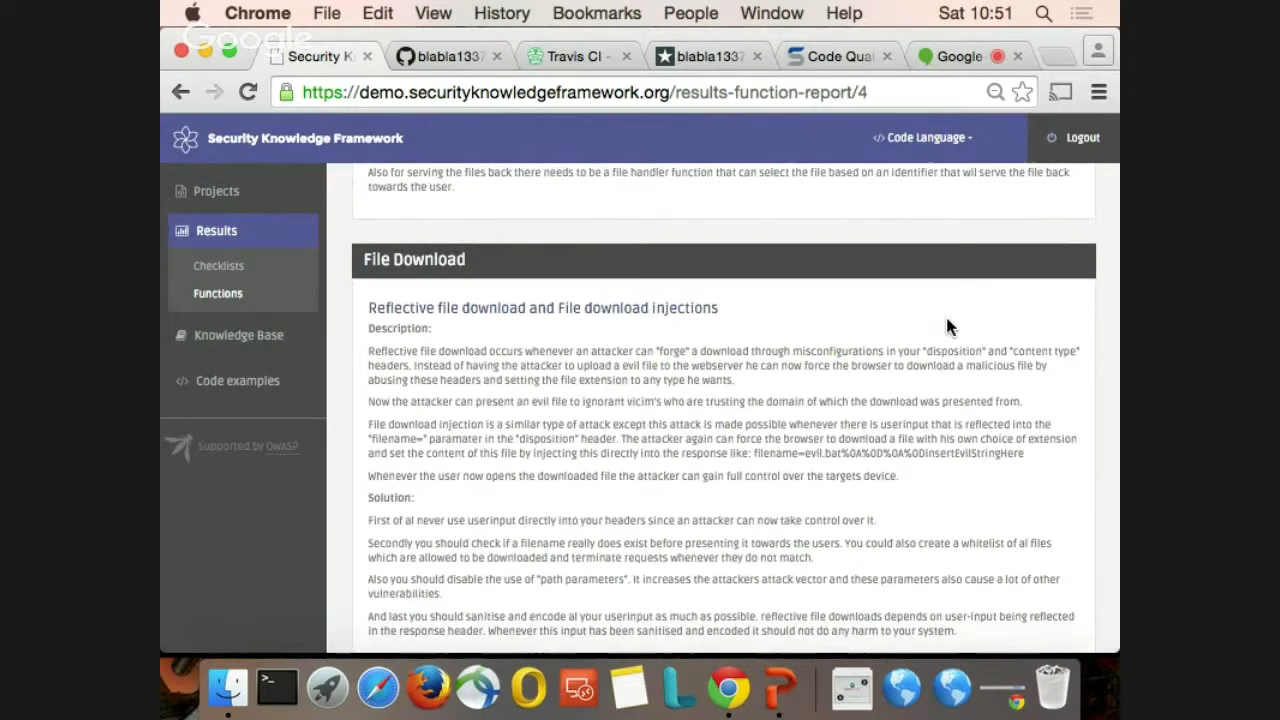 Chrome File Edit View History Bookmarks People Window Help Sat 10:51
Google
Security K blabla1337 Travis CI - blabla1337 Code Qual Google-
https://demo.securityknowledgeframework.org/results-function-report/4
Security Knowledge Framework
</> Code Language
Logout
Projects
Results
Checklists
Functions
Knowledge Base
</> Code examples
Supported by OWASP
Also for serving the files back there needs to be a file handler function that can select the file based on an identifier that wil serve the file back
towards the user.
File Download
Reflective file download and File download injections
Description:
Reflective file download occurs whenever an attacker can "forge" a download through misconfigurations in your "disposition" and "content type"
headers. Instead of having the attacker to upload a evil file to the webserver he can now force the browser to download a malicious file by
abusing these headers and setting the file extension to any type he wants.
Now the attacker can present an evil file to ignorant vicim's who are trusting the domain of which the download was presented from.
File download injection is a similar type of attack except this attack is made possible whenever there is userinput that is reflected into the
"filename=" paramater in the "disposition" header. The attacker again can force the browser to download a file with his own choice of extension
and set the content of this file by injecting this directly into the response like: filename=evil.bat%0A%0D%0A%0DinsertEvilStringHere
Whenever the user now opens the downloaded file the attacker can gain full control over the targets device.
Solution:
First of al never use userinput directly into your headers since an attacker can now take control over it.
Secondly you should check if a filename really does exist before presenting it towards the users. You could also create a whitelist of al files
which are allowed to be downloaded and terminate requests whenever they do not match.
Also you should disable the use of "path parameters". It increases the attackers attack vector and these parameters also cause a lot of other
vulnerabilities.
And last you should sanitise and encode al your userinput as much as possible. reflective file downloads depends on user-input being reflected
in the response header. Whenever this input has been sanitised and encoded it should not do any harm to your system.